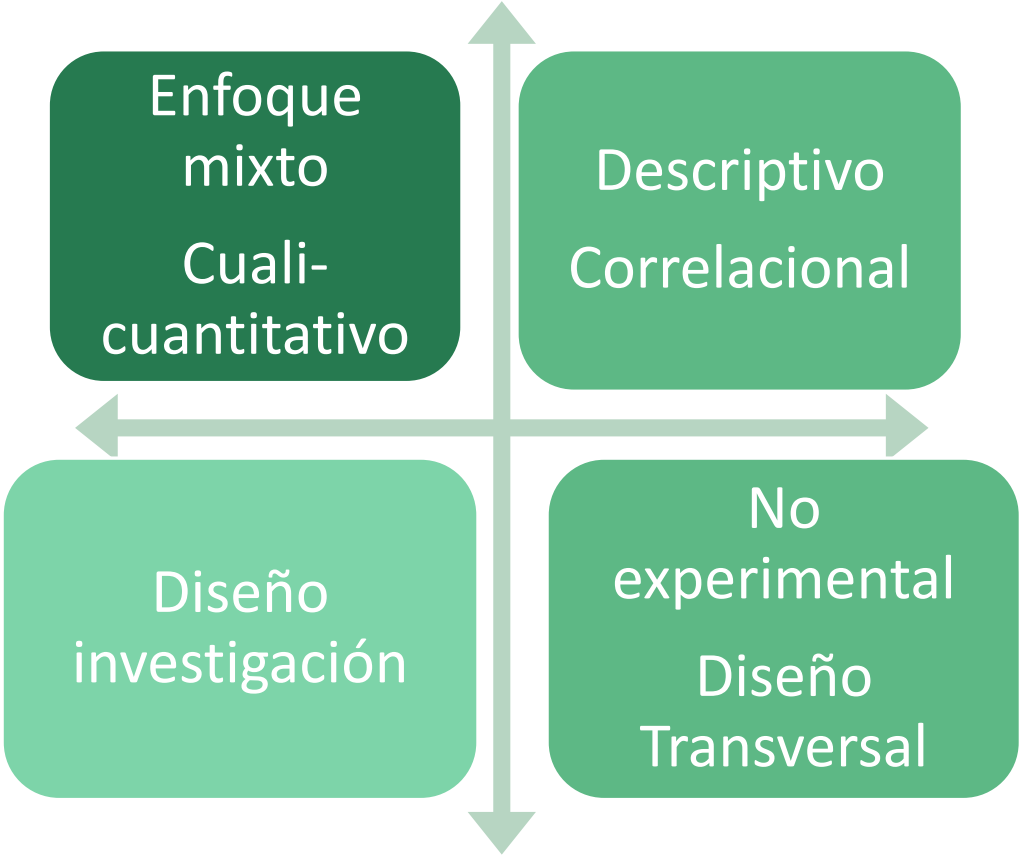 Enfoque
mixto
Cuali-
cuantitativo
Descriptivo
Correlacional
Diseño
investigación
No
experimental
Diseño
Transversal